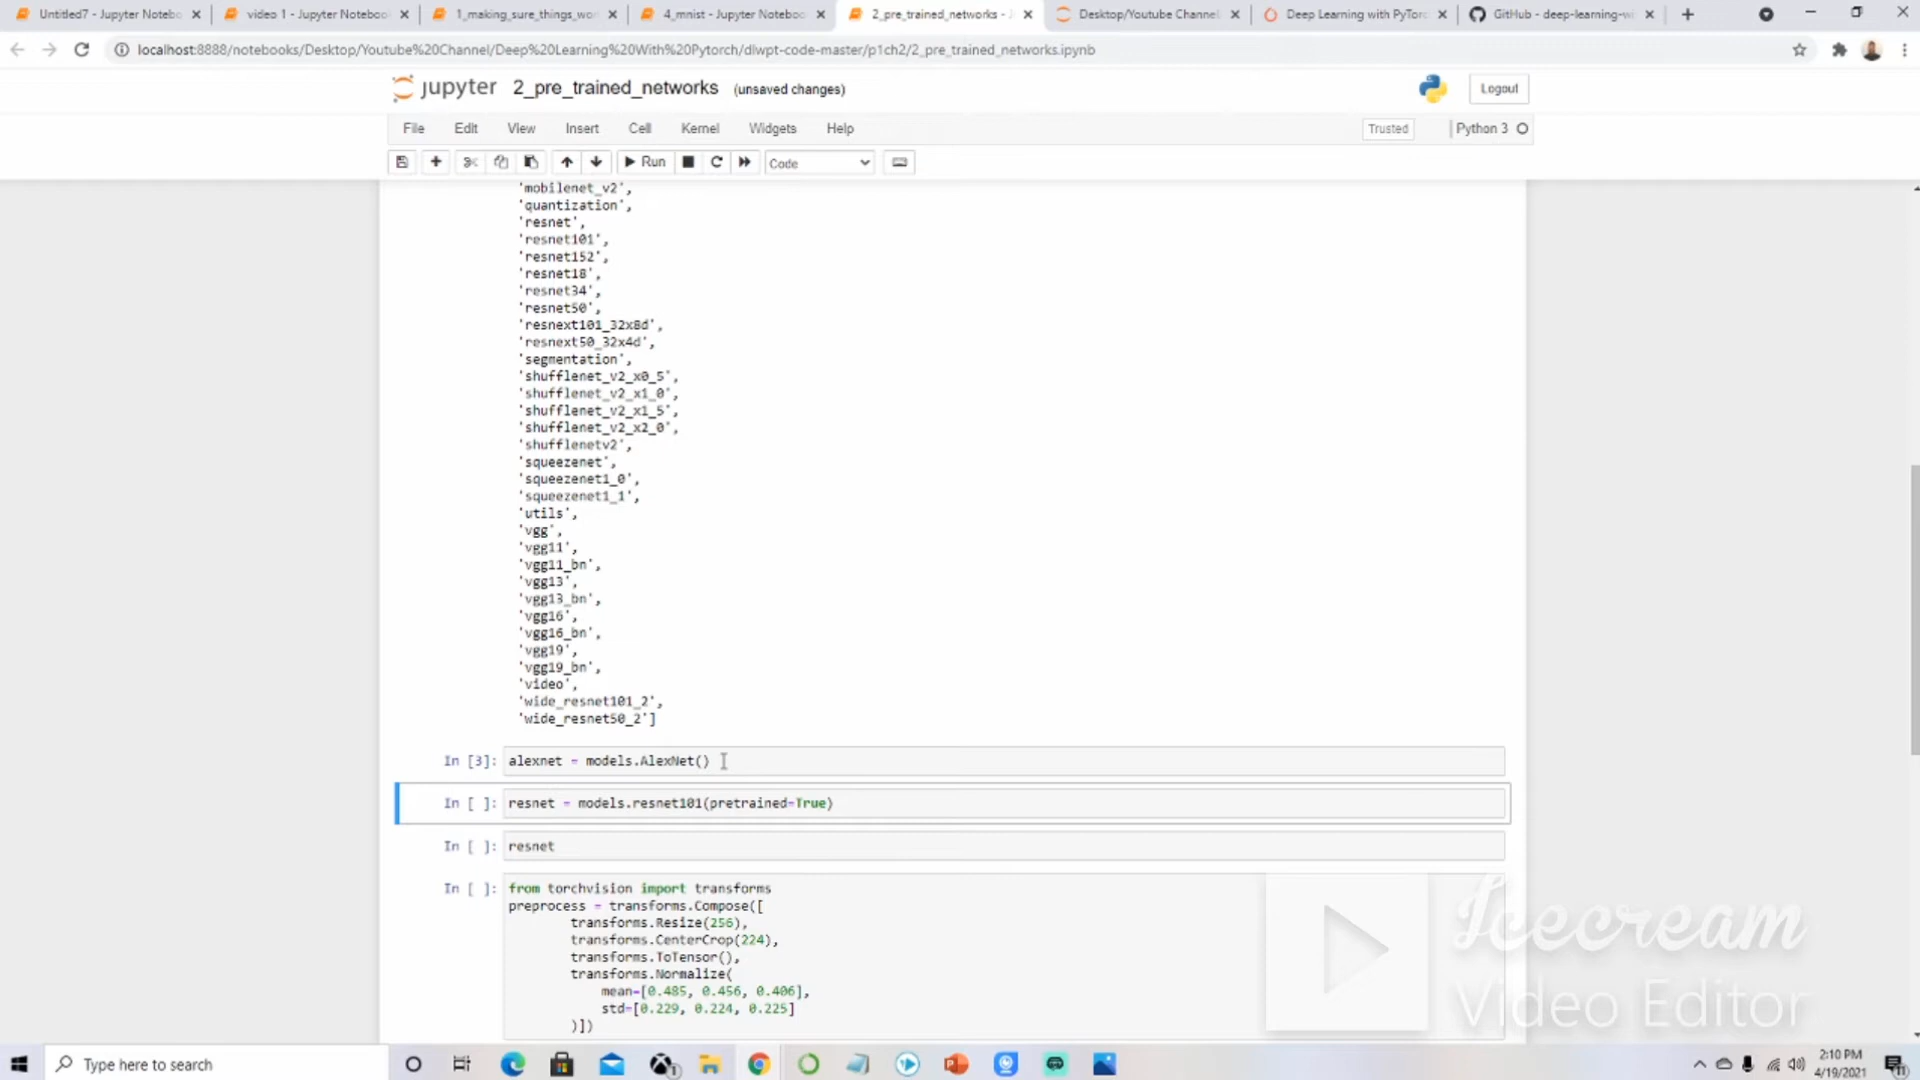 Untitled7 - Jupyter Notebo
video 1 - Jupyter Notebo
1_making_sure_things_wor
4_mnist - Jupyter Noteboo
2_pre_trained_networks - J
Desktop/Youtube Channel
Deep Learning with PyTorc
GitHub - deep-learning-w
localhost:8888/notebooks/Desktop/Youtube%20Channel/Deep%20Learning%20With%20Pytorch/dlwpt-code-master/p1ch2/2_pre_trained_networks.ipynb
jupyter 2_pre_trained_networks (unsaved changes)
Logout
File Edit View Insert Cell Kernel Widgets Help
Trusted Python 3
Run Code
'mobilenet_v2',
'quantization',
'resnet',
'resnet101',
'resnet152',
'resnet18',
'resnet34',
'resnet50',
'resnext101_32x8d',
'resnext50_32x4d',
'segmentation',
'shufflenet_v2_x0_5',
'shufflenet_v2_x1_0',
'shufflenet_v2_x1_5',
'shufflenet_v2_x2_0',
'shufflenetv2',
'squeezenet',
'squeezenet1_0',
'squeezenet1_1',
'utils',
'vgg',
'vgg11',
'vgg11_bn',
'vgg13',
'vgg13_bn',
'vgg16',
'vgg16_bn',
'vgg19',
'vgg19_bn',
'video',
'wide_resnet101_2',
'wide_resnet50_2']
In [3]: alexnet = models.AlexNet()
In [ ]: resnet = models.resnet101(pretrained=True)
In [ ]: resnet
In [ ]: from torchvision import transforms
preprocess = transforms.Compose([
transforms.Resize(256),
transforms.CenterCrop(224),
transforms.ToTensor(),
transforms.Normalize(
mean=[0.485, 0.456, 0.406],
std=[0.229, 0.224, 0.225]
)])
Icecream
Video Editor
Type here to search
2:10 PM
4/19/2021